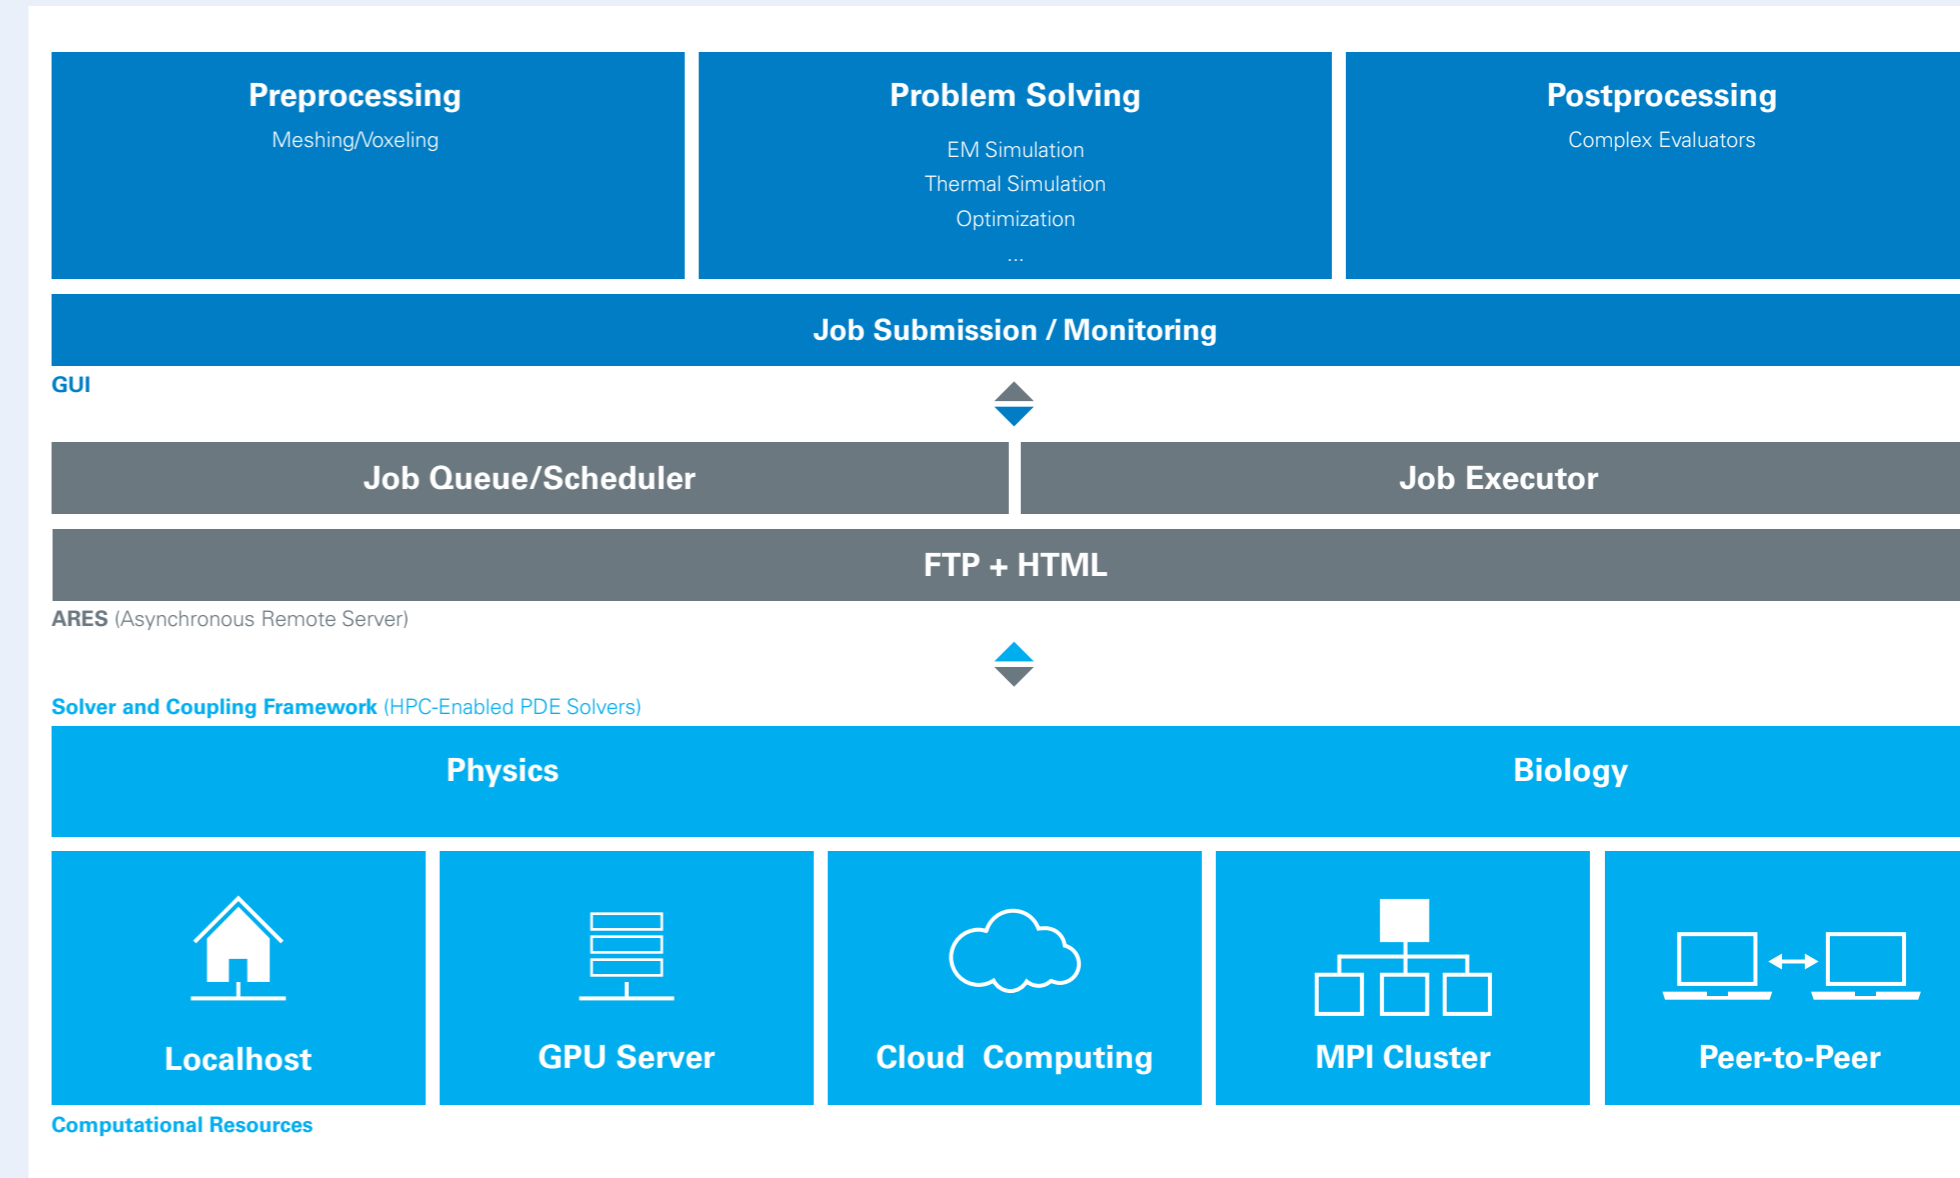 Preprocessing
Meshing/Voxeling
Problem Solving
EM Simulation
Thermal Simulation
Optimization
...
Postprocessing
Complex Evaluators
Job Submission / Monitoring
GUI
Job Queue/Scheduler
Job Executor
FTP + HTML
ARES (Asynchronous Remote Server)
Solver and Coupling Framework (HPC-Enabled PDE Solvers)
Physics
Biology
Localhost
GPU Server
Cloud Computing
MPI Cluster
Peer-to-Peer
Computational Resources